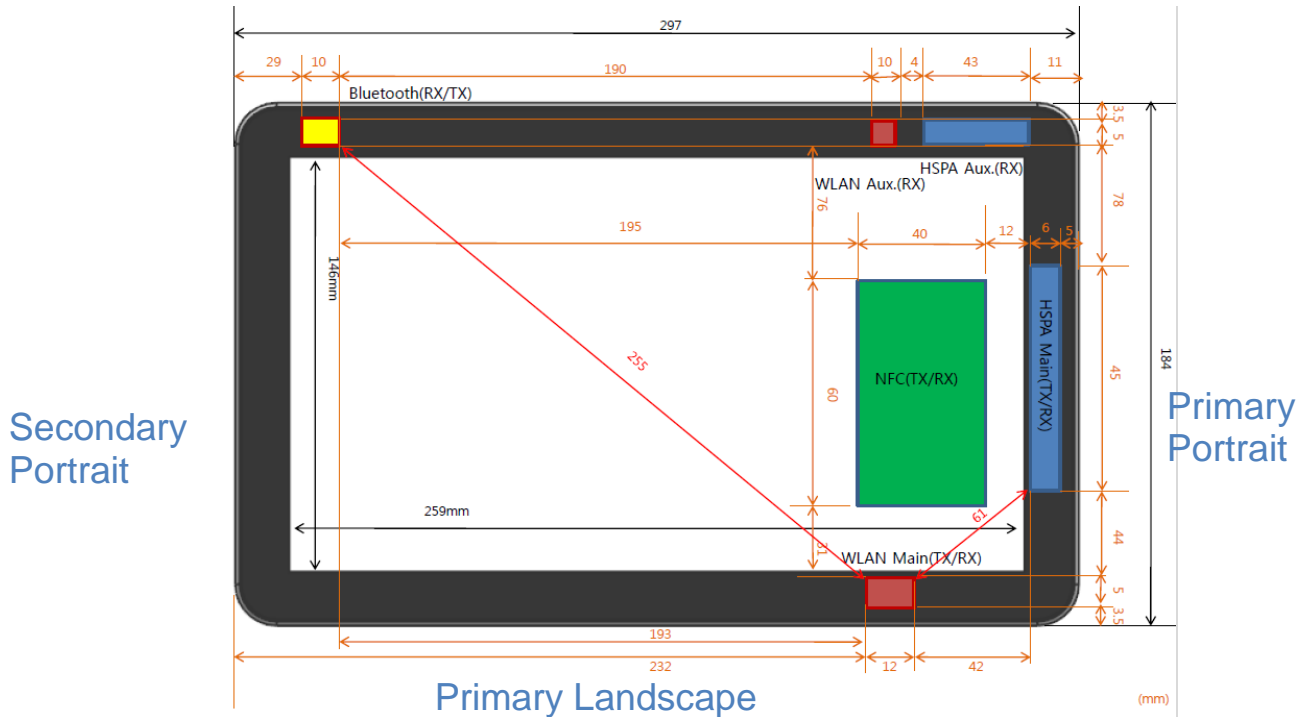 297
29
10
190
10
4
43
11
Bluetooth(RX/TX)
3.5
5
HSPA Aux.(RX)
WLAN Aux.(RX)
76
78
195
40
12
6
5
146mm
HSPA Main(TX/RX)
184
255
NFC(TX/RX)
60
45
Secondary
Portrait
Primary
Portrait
259mm
61
44
31
WLAN Main(TX/RX)
5
3.5
193
232
12
42
Primary Landscape
(mm)